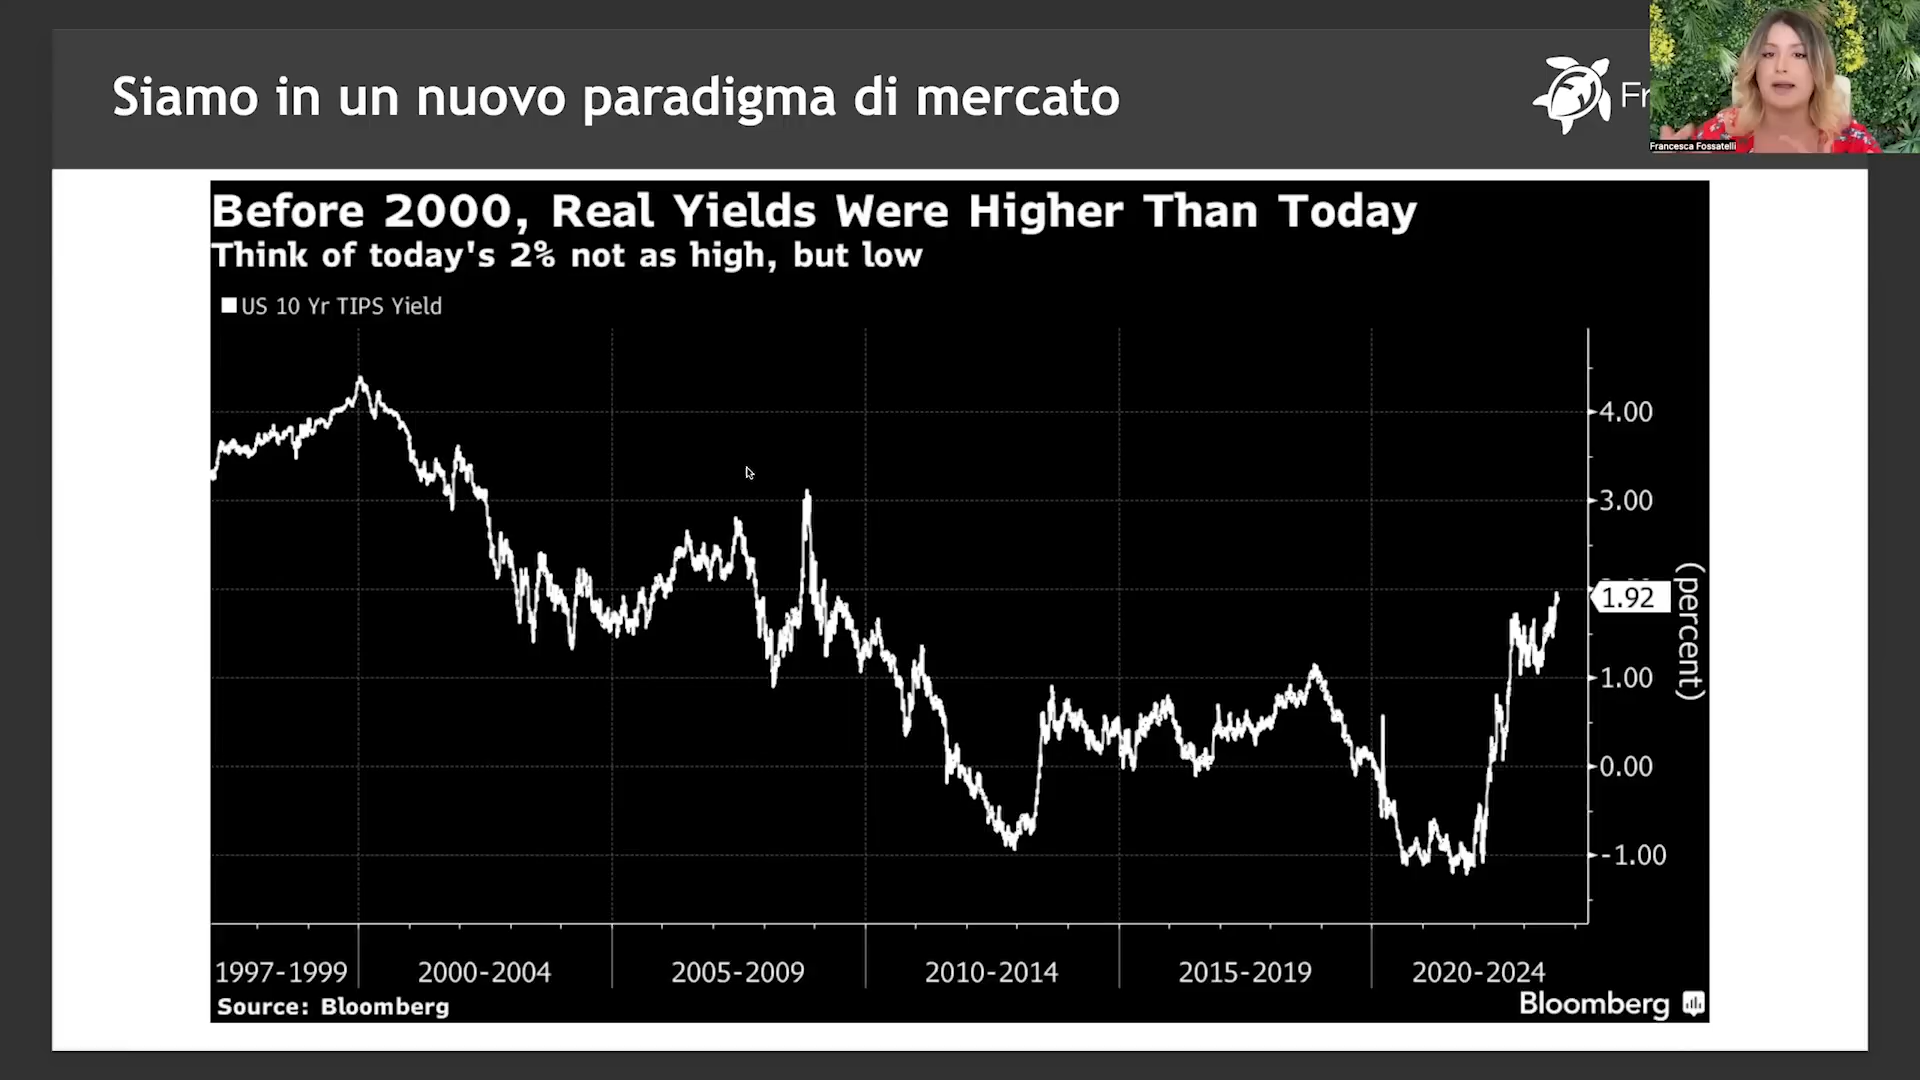 Siamo in un nuovo paradigma di mercato
Fr
Francesca Fossatelli
Before 2000, Real Yields Were Higher Than Today
Think of today's 2% not as high, but low
US 10 Yr TIPS Yield
4.00
3.00
1.92
1.00
0.00
-1.00
(percent)
1997-1999
2000-2004
2005-2009
2010-2014
2015-2019
2020-2024
Source: Bloomberg
Bloomberg